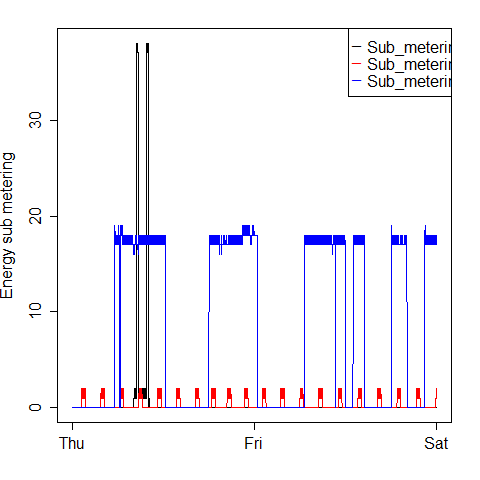 Sub_meterin
Sub_meterin
Sub_meterin
Energy sub metering
30
20
10
0
Thu Fri Sat